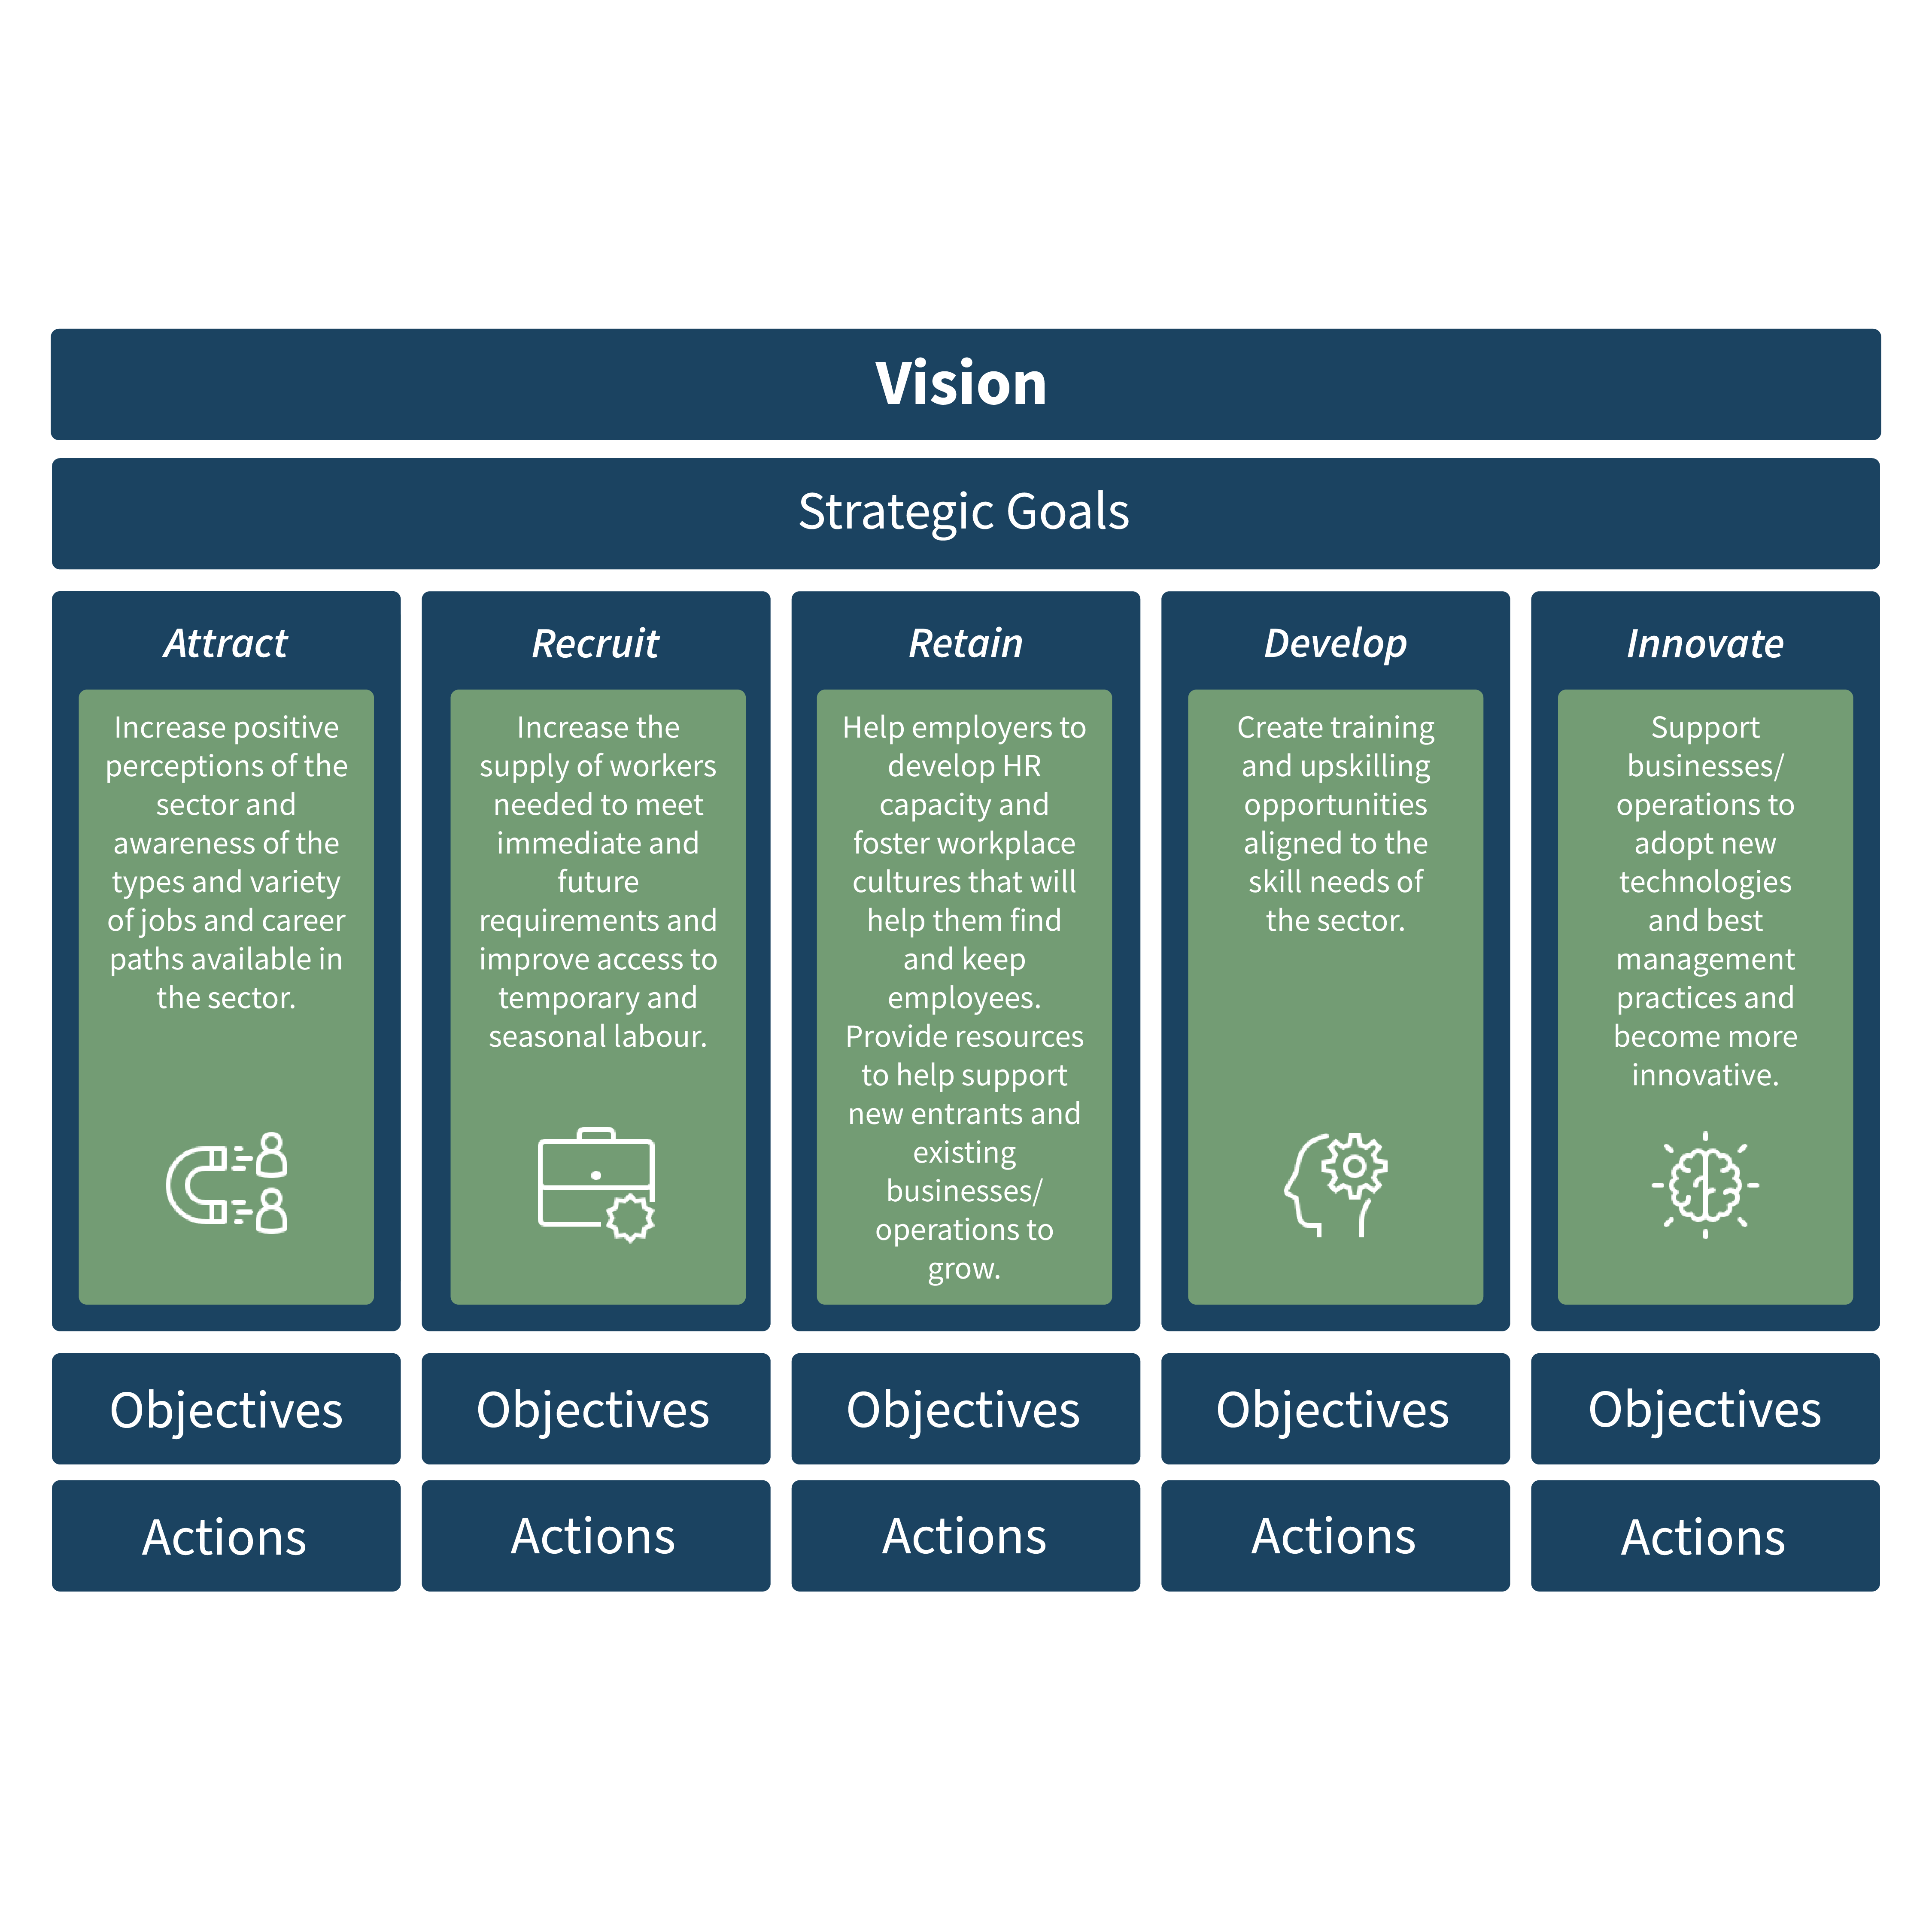 Vision
Strategic Goals
Attract
Increase positive
perceptions of the
sector and
awareness of the
types and variety
of jobs and career
paths available in
the sector.
Recruit
Increase the
supply of workers
needed to meet
immediate and
future
requirements and
improve access to
temporary and
seasonal labour.
Retain
Help employers to
develop HR
capacity and
foster workplace
cultures that will
help them find
and keep
employees.
Provide resources
to help support
new entrants and
existing
businesses/
operations to
grow.
Develop
Create training
and upskilling
opportunities
aligned to the
skill needs of
the sector.
Innovate
Support
businesses/
operations to
adopt new
technologies
and best
management
practices and
become more
innovative.
Objectives
Objectives
Objectives
Objectives
Objectives
Actions
Actions
Actions
Actions
Actions